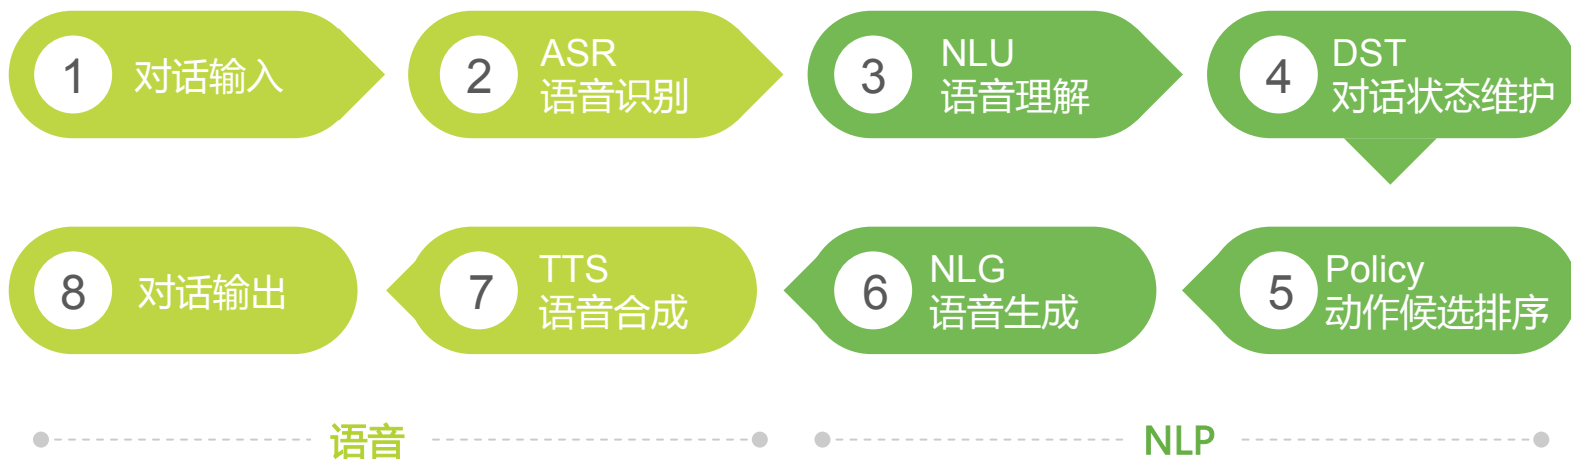 1 对话输入
2 ASR
语音识别
3 NLU
语音理解
4 DST
对话状态维护
8 对话输出
7 TTS
语音合成
6 NLG
语音生成
5 Policy
动作候选排序
语音
NLP